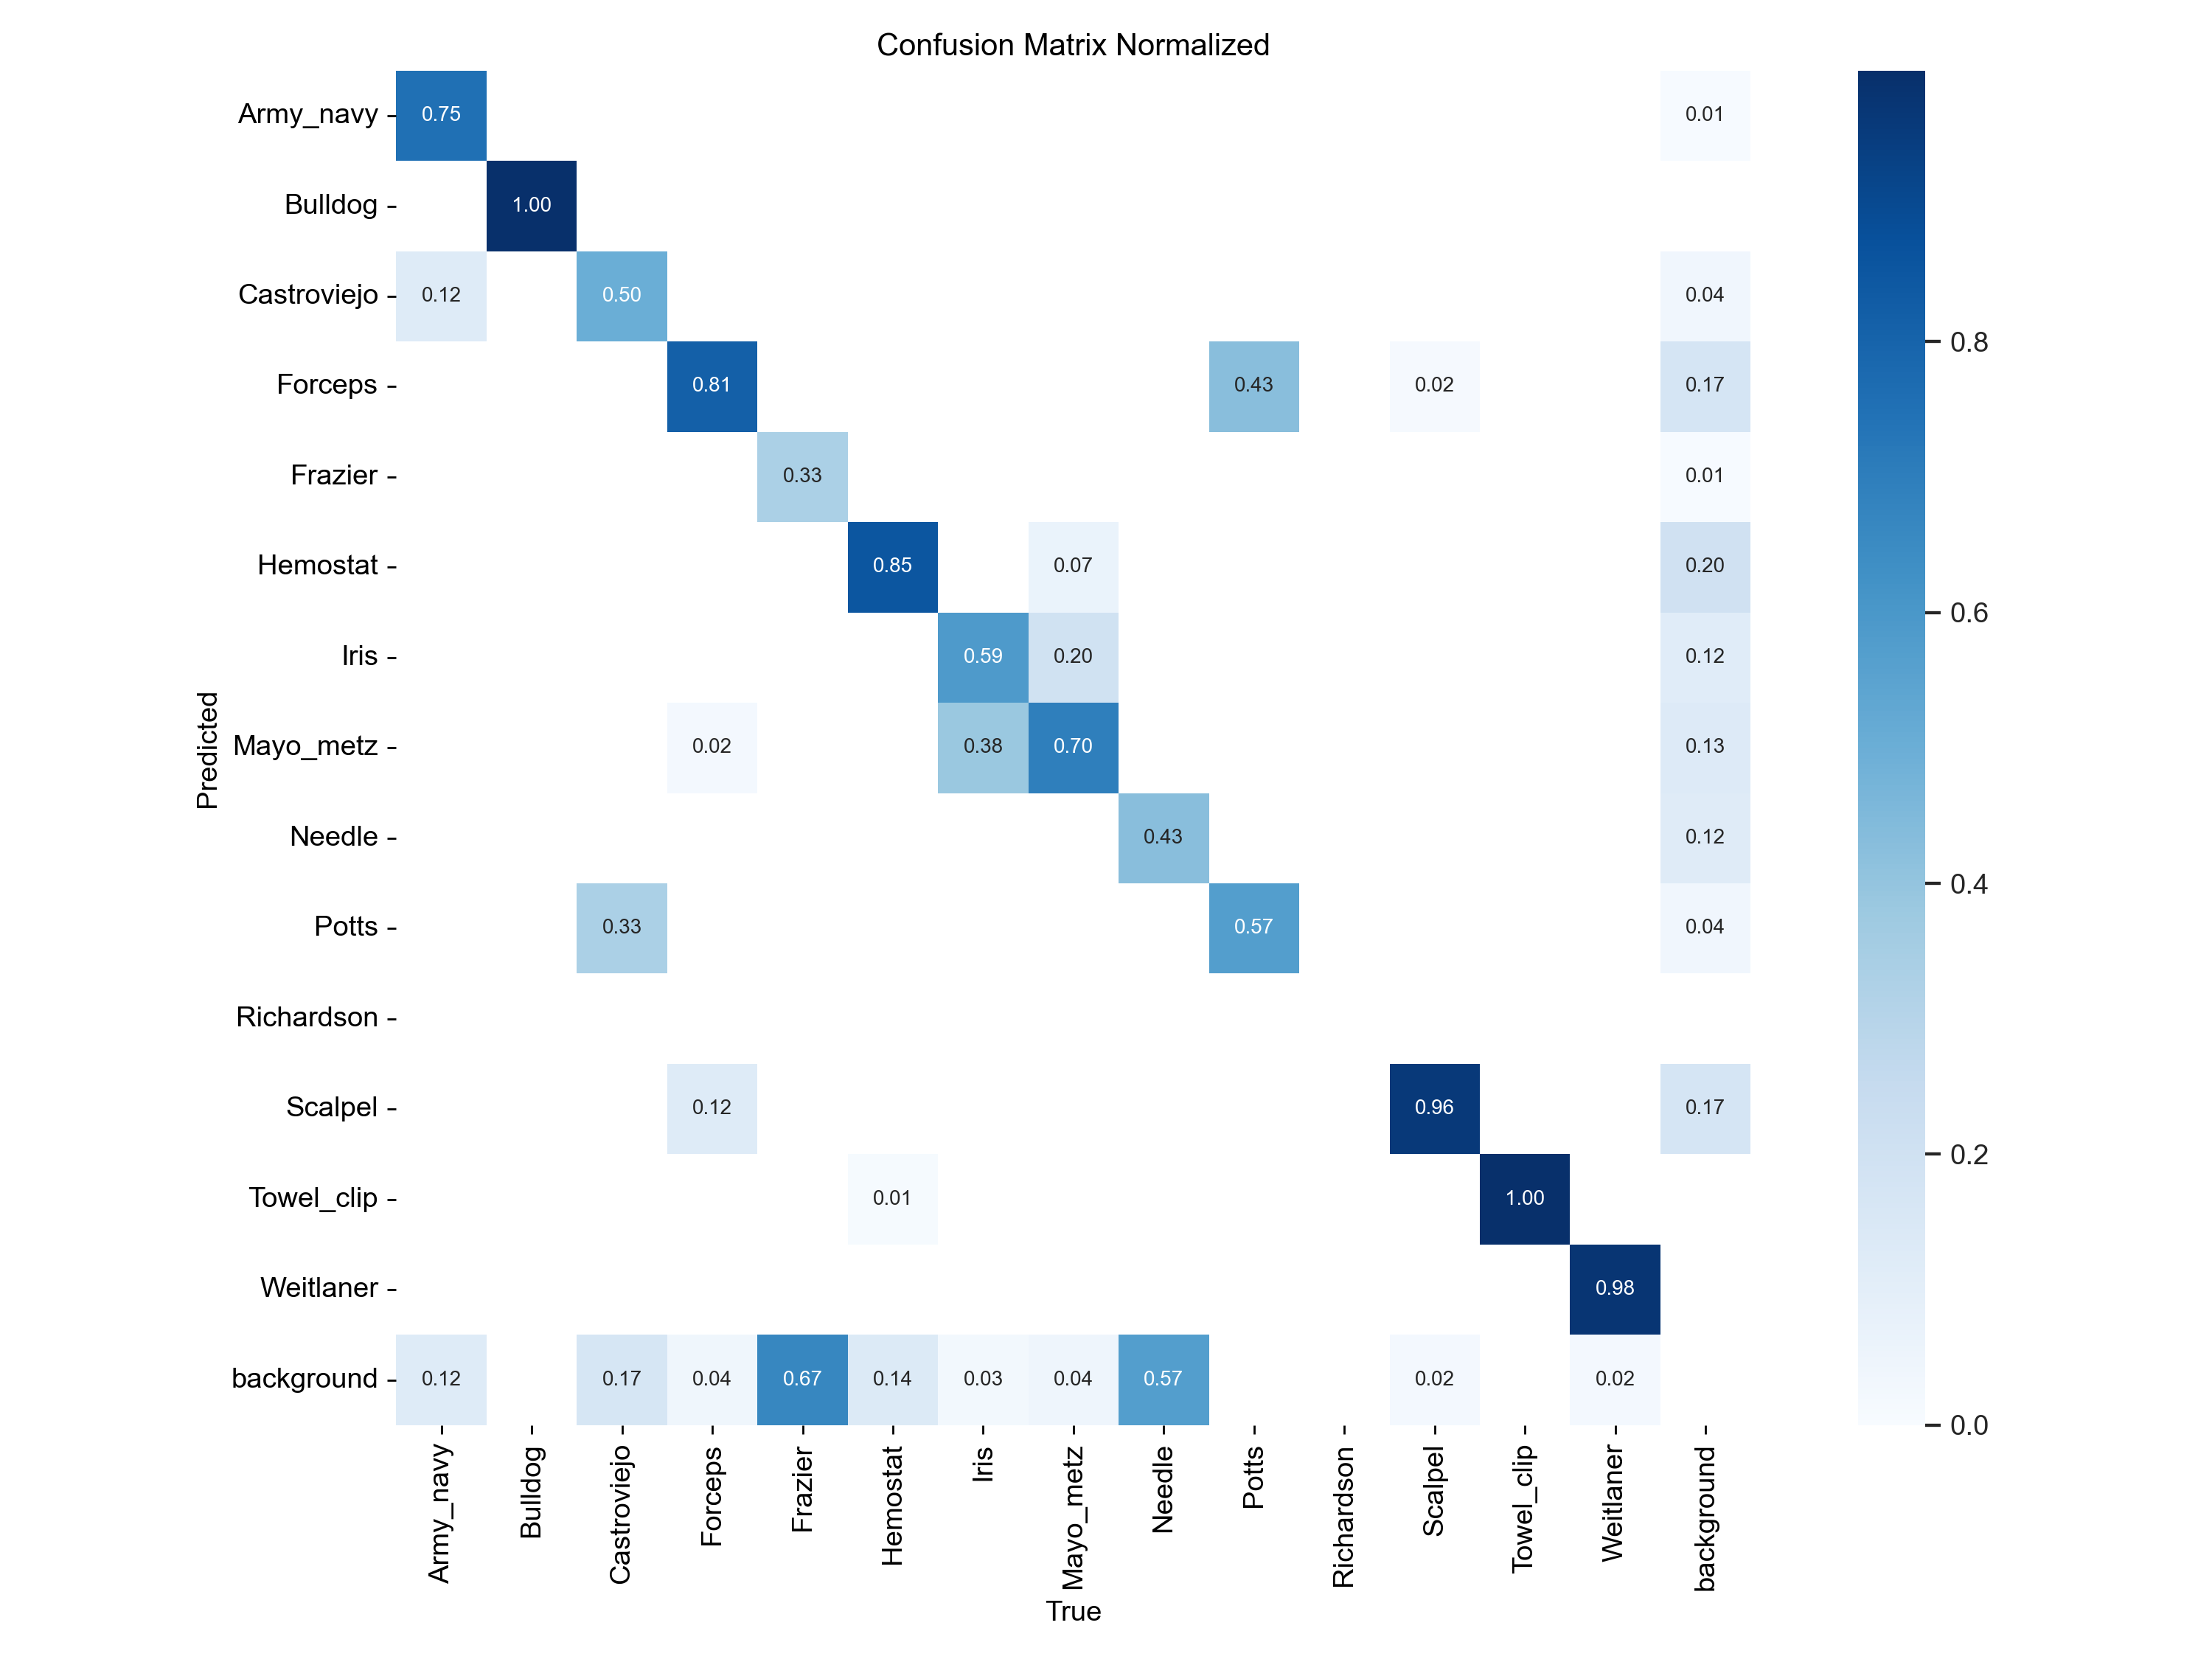 Confusion Matrix Normalized
Army_navy 0.75 0.01
Bulldog 1.00
Castroviejo 0.12 0.50 0.04
Forceps 0.81 0.43 0.02 0.17
0.8
Frazier 0.33 0.01
Hemostat 0.85 0.07 0.20
0.6
Iris 0.59 0.20 0.12
Predicted
Mayo_metz 0.02 0.38 0.70 0.13
Needle 0.43 0.12
0.4
Potts 0.33 0.57 0.04
Richardson
Scalpel 0.12 0.96 0.17
0.2
Towel_clip 0.01 1.00
Weitlaner 0.98
background 0.12 0.17 0.04 0.67 0.14 0.03 0.04 0.57 0.02 0.02
0.0
Army_navy Bulldog Castroviejo Forceps Frazier Hemostat Iris Mayo_metz Needle Potts Richardson Scalpel Towel_clip Weitlaner background
True